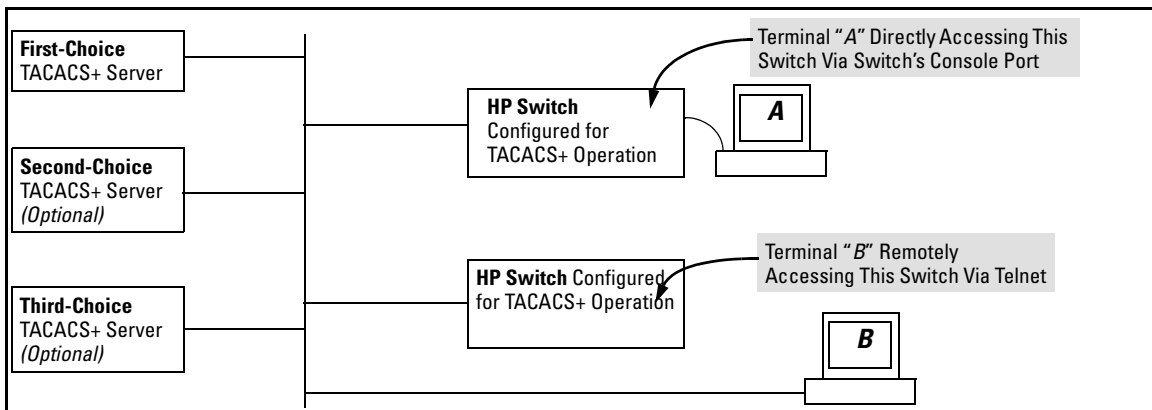 First-Choice
TACACS+ Server
Second-Choice
TACACS+ Server
(Optional)
Third-Choice
TACACS+ Server
(Optional)
HP Switch
Configured for
TACACS+ Operation
Terminal “A” Directly Accessing This
Switch Via Switch’s Console Port
A
HP Switch Configured
for TACACS+ Operation
Terminal “B” Remotely
Accessing This Switch Via Telnet
B